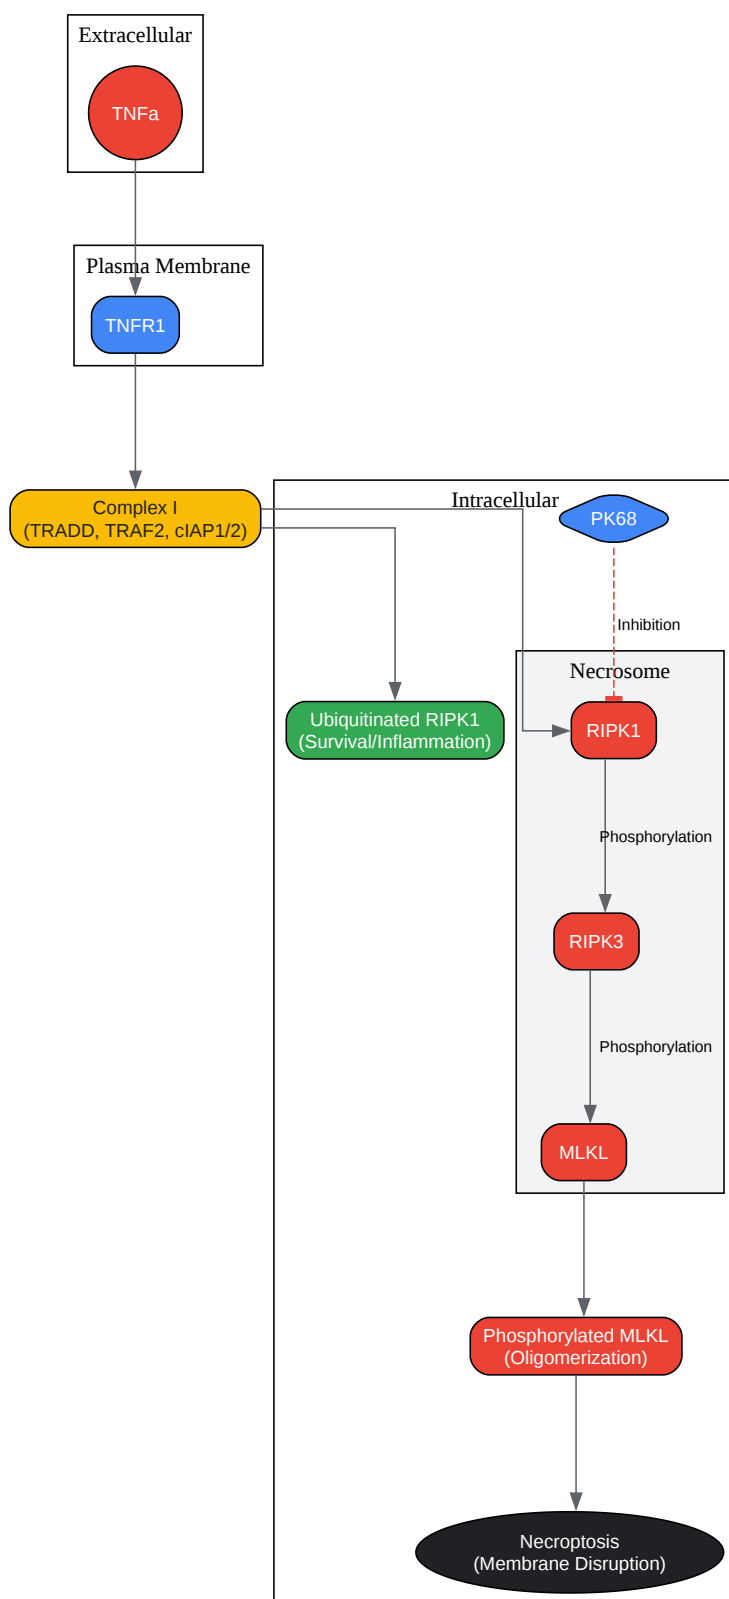 Extracellular
TNFa
Plasma Membrane
TNFR1
Complex I
(TRADD, TRAF2, cIAP1/2)
Intracellular
PK68
Inhibition
Necrosome
Ubiquitinated RIPK1
(Survival/Inflammation)
RIPK1
Phosphorylation
RIPK3
Phosphorylation
MLKL
Phosphorylated MLKL
(Oligomerization)
Necroptosis
(Membrane Disruption)